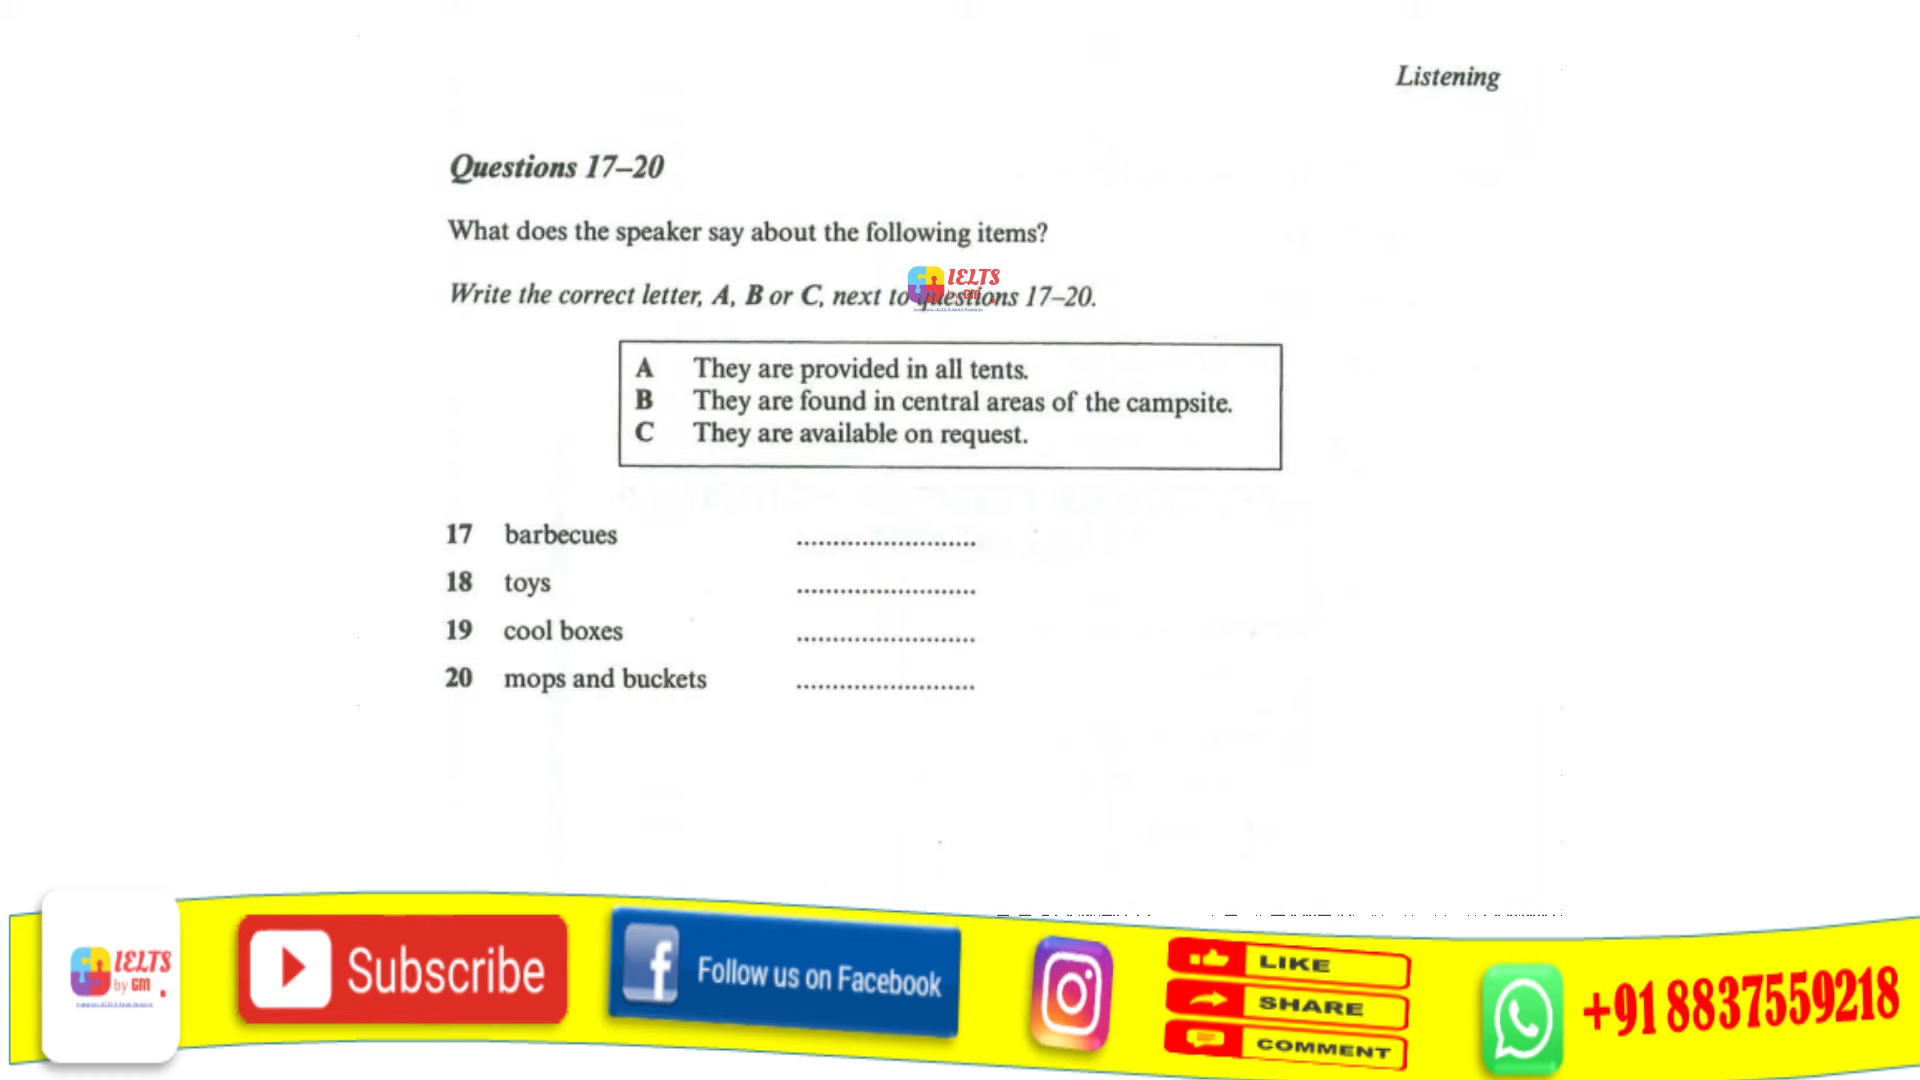 Listening
Questions 17–20
What does the speaker say about the following items?
Write the correct letter, A, B or C, next to questions 17–20.
IELTS
by GM
A They are provided in all tents.
B They are found in central areas of the campsite.
C They are available on request.
17 barbecues ..........................
18 toys ..........................
19 cool boxes ..........................
20 mops and buckets ..........................
IELTS
by GM
Subscribe
Follow us on Facebook
LIKE
SHARE
COMMENT
+91 8837559218